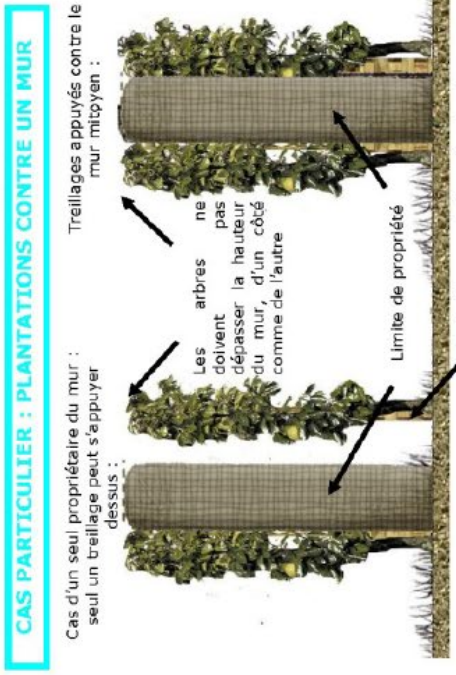 CAS PARTICULIER : PLANTATIONS CONTRE UN MUR
Cas d'un seul propriétaire du mur :
seul un treillage peut s'appuyer
dessus :
Treillages appuyés contre le
mur mitoyen :
Les arbres ne
doivent pas
dépasser la hauteur
du mur, d'un côté
comme de l'autre
Limite de propriété